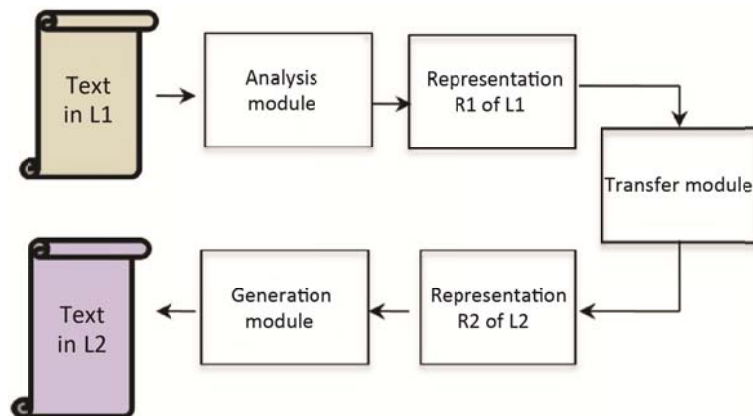 Text
in L1
Analysis
module
Representation
R1 of L1
Transfer module
Representation
R2 of L2
Generation
module
Text
in L2